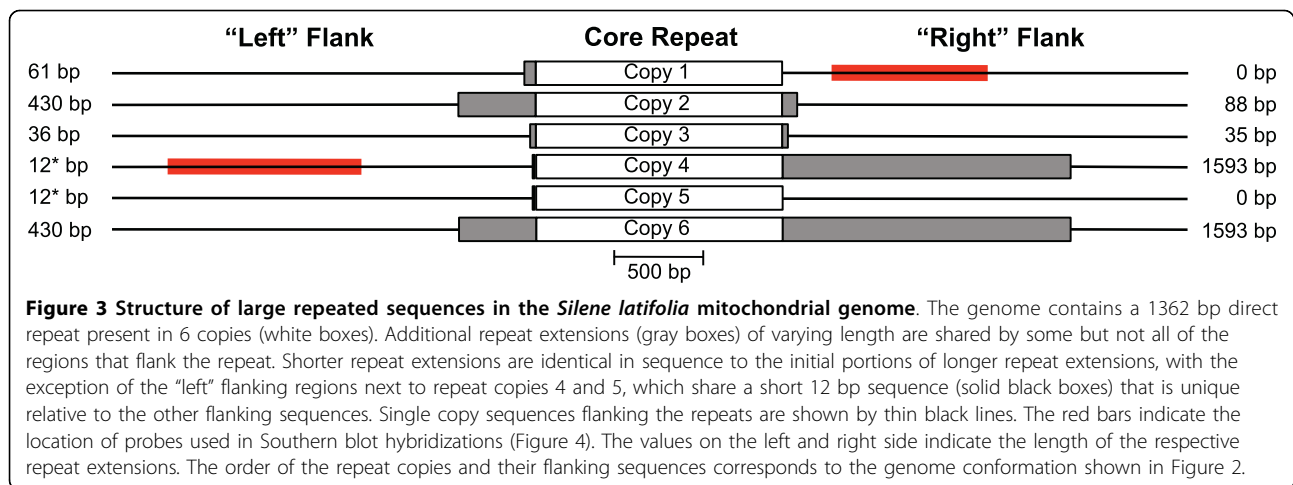 “Left” Flank Core Repeat “Right” Flank
61 bp Copy 1 0 bp
430 bp Copy 2 88 bp
36 bp Copy 3 35 bp
12* bp Copy 4 1593 bp
12* bp Copy 5 0 bp
430 bp Copy 6 1593 bp
500 bp
Figure 3 Structure of large repeated sequences in the Silene latifolia mitochondrial genome. The genome contains a 1362 bp direct
repeat present in 6 copies (white boxes). Additional repeat extensions (gray boxes) of varying length are shared by some but not all of the
regions that flank the repeat. Shorter repeat extensions are identical in sequence to the initial portions of longer repeat extensions, with the
exception of the “left” flanking regions next to repeat copies 4 and 5, which share a short 12 bp sequence (solid black boxes) that is unique
relative to the other flanking sequences. Single copy sequences flanking the repeats are shown by thin black lines. The red bars indicate the
location of probes used in Southern blot hybridizations (Figure 4). The values on the left and right side indicate the length of the respective
repeat extensions. The order of the repeat copies and their flanking sequences corresponds to the genome conformation shown in Figure 2.